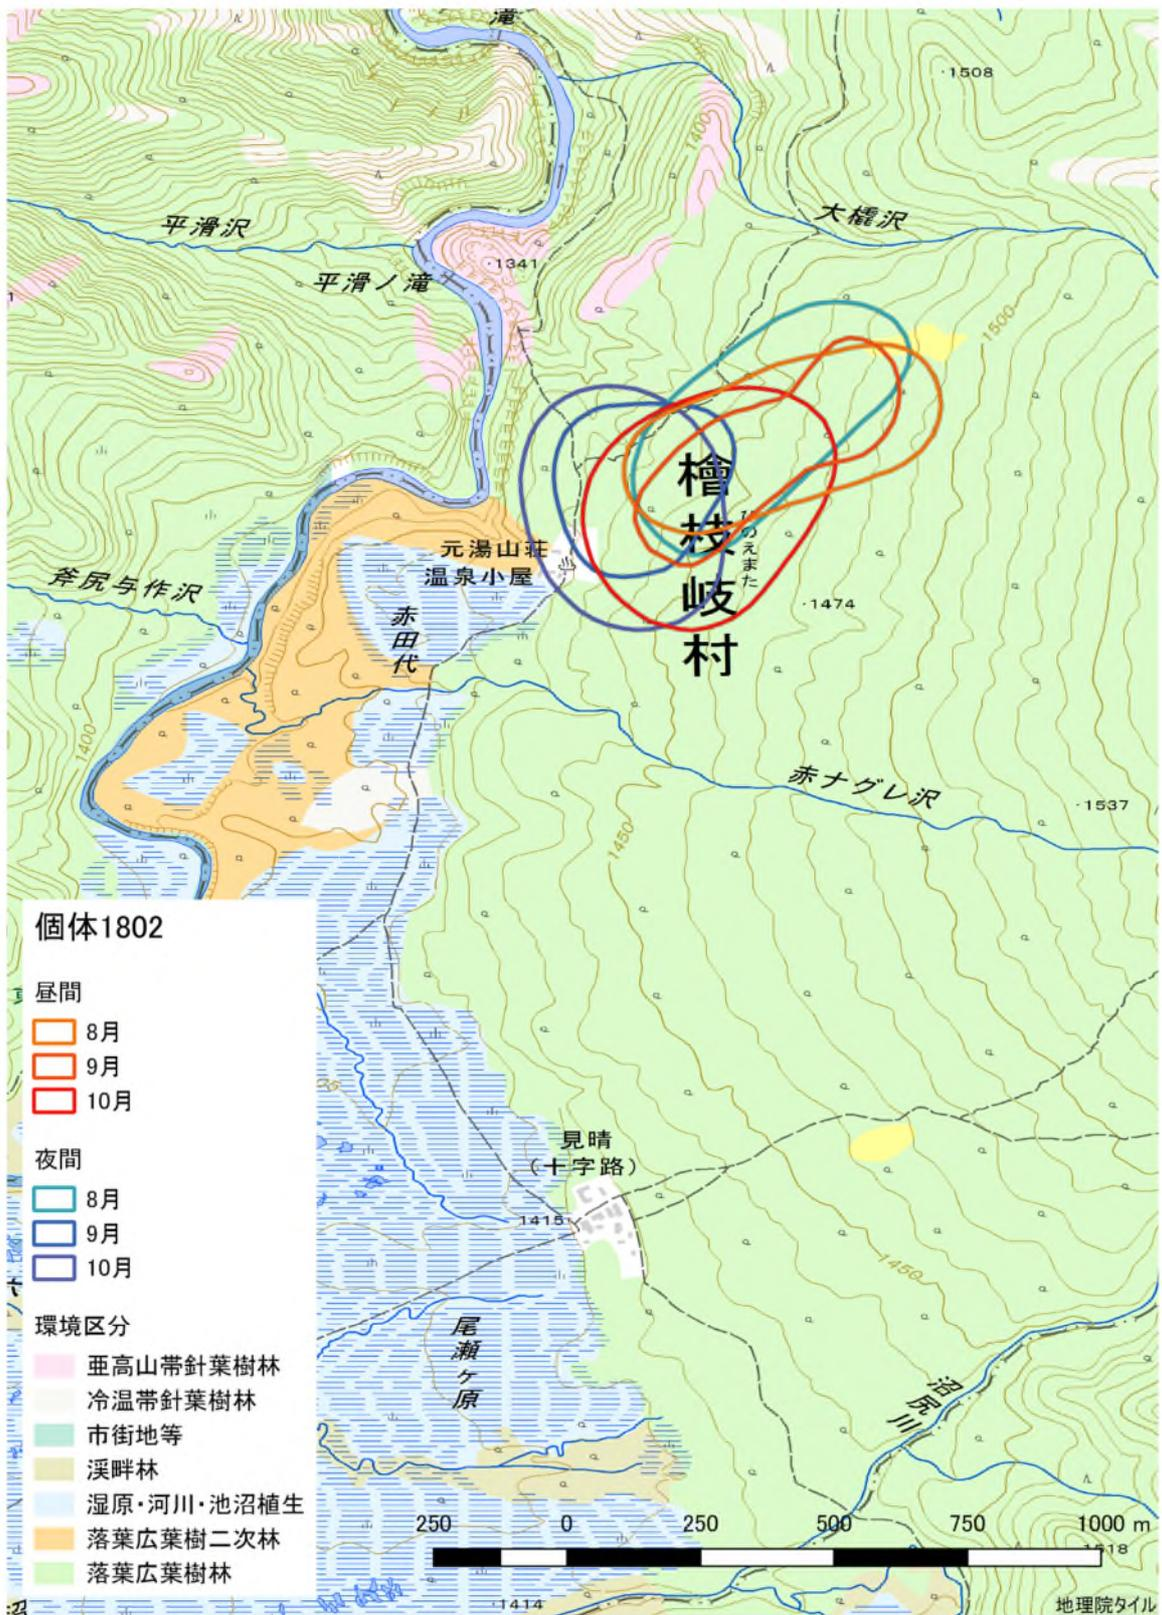 滝
・1508
1400
大橇沢
平滑沢
平滑ノ滝
・1341
1500
檜枝岐村
ひのえまた
元湯山荘
温泉小屋
斧尻与作沢
赤田代
・1474
1400
赤ナグレ沢
・1537
1450
個体1802
昼間
8月
9月
10月
夜間
8月
9月
10月
環境区分
亜高山帯針葉樹林
冷温帯針葉樹林
市街地等
渓畔林
湿原・河川・池沼植生
落葉広葉樹二次林
落葉広葉樹林
見晴
(十字路)
1415
1450
尾瀬ヶ原
沼尻川
250 0 250 500 750 1000 m
1518
・1414
地理院タイル